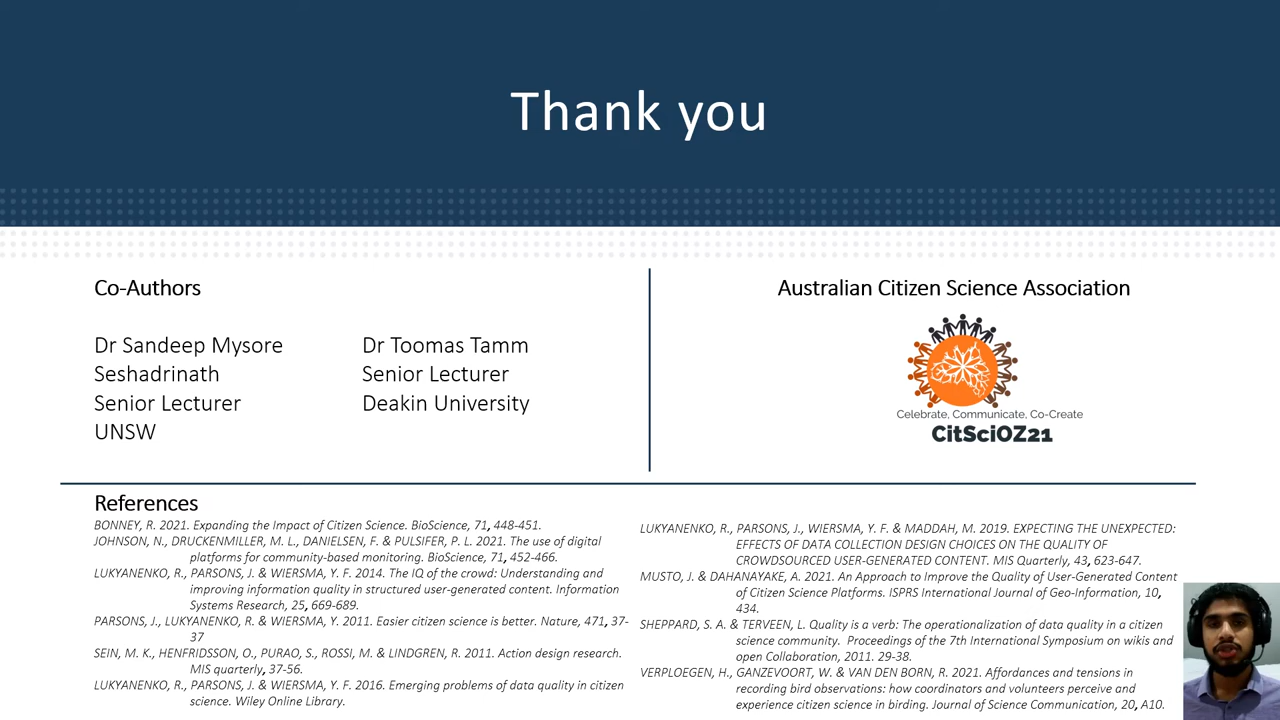 Thank you
Co-Authors
Dr Sandeep Mysore
Seshadrinath
Senior Lecturer
UNSW
Dr Toomas Tamm
Senior Lecturer
Deakin University
Australian Citizen Science Association
Celebrate, Communicate, Co-Create
CitSciOZ21
References
BONNEY, R. 2021. Expanding the Impact of Citizen Science. BioScience, 71, 448-451.
JOHNSON, N., DRUCKENMILLER, M. L., DANIELSEN, F. & PULSIFER, P. L. 2021. The use of digital
platforms for community-based monitoring. BioScience, 71, 452-466.
LUKYANENKO, R., PARSONS, J. & WIERSMA, Y. F. 2014. The IQ of the crowd: Understanding and
improving information quality in structured user-generated content. Information
Systems Research, 25, 669-689.
PARSONS, J., LUKYANENKO, R. & WIERSMA, Y. 2011. Easier citizen science is better. Nature, 471, 37-
37
SEIN, M. K., HENFRIDSSON, O., PURAO, S., ROSSI, M. & LINDGREN, R. 2011. Action design research.
MIS quarterly, 37-56.
LUKYANENKO, R., PARSONS, J. & WIERSMA, Y. F. 2016. Emerging problems of data quality in citizen
science. Wiley Online Library.
LUKYANENKO, R., PARSONS, J., WIERSMA, Y. F. & MADDAH, M. 2019. EXPECTING THE UNEXPECTED:
EFFECTS OF DATA COLLECTION DESIGN CHOICES ON THE QUALITY OF
CROWDSOURCED USER-GENERATED CONTENT. MIS Quarterly, 43, 623-647.
MUSTO, J. & DAHANAYAKE, A. 2021. An Approach to Improve the Quality of User-Generated Content
of Citizen Science Platforms. ISPRS International Journal of Geo-Information, 10,
434.
SHEPPARD, S. A. & TERVEEN, L. Quality is a verb: The operationalization of data quality in a citizen
science community. Proceedings of the 7th International Symposium on wikis and
open Collaboration, 2011. 29-38.
VERPLOEGEN, H., GANZEVOORT, W. & VAN DEN BORN, R. 2021. Affordances and tensions in
recording bird observations: how coordinators and volunteers perceive and
experience citizen science in birding. Journal of Science Communication, 20, A10.